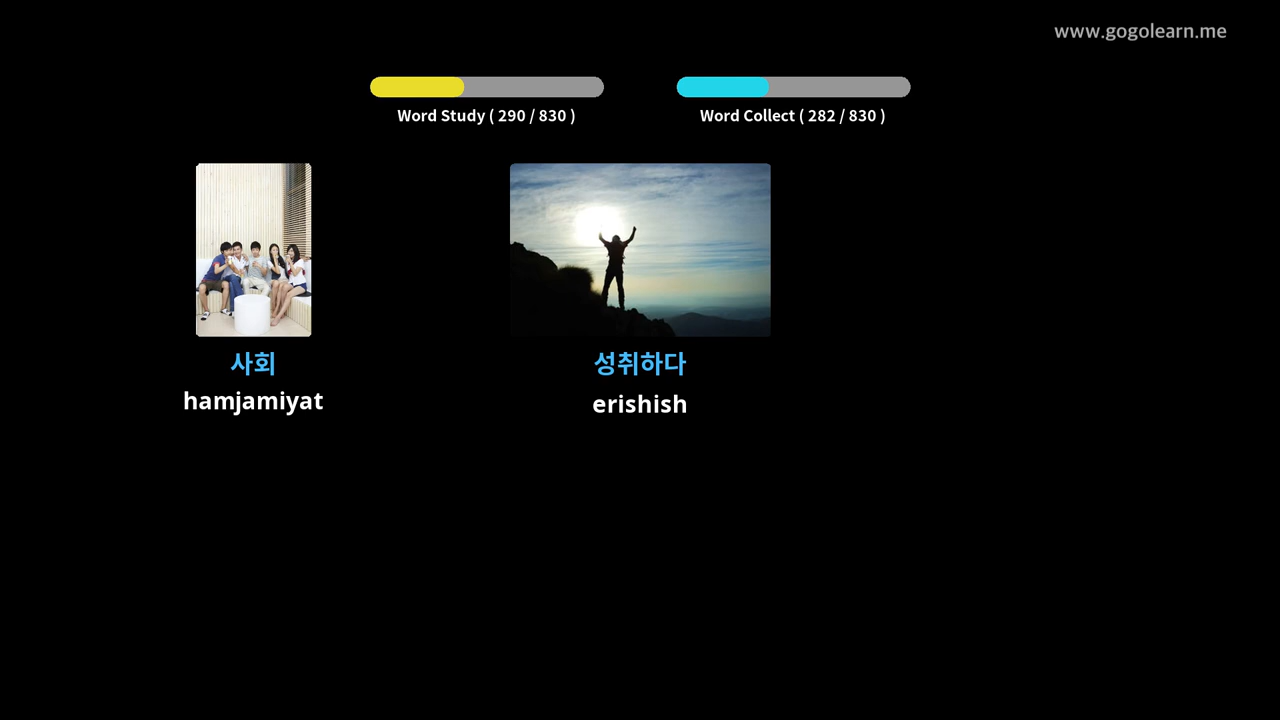 www.gogolearn.me
Word Study ( 290 / 830 )
Word Collect ( 282 / 830 )
사회
hamjamiyat
성취하다
erishish